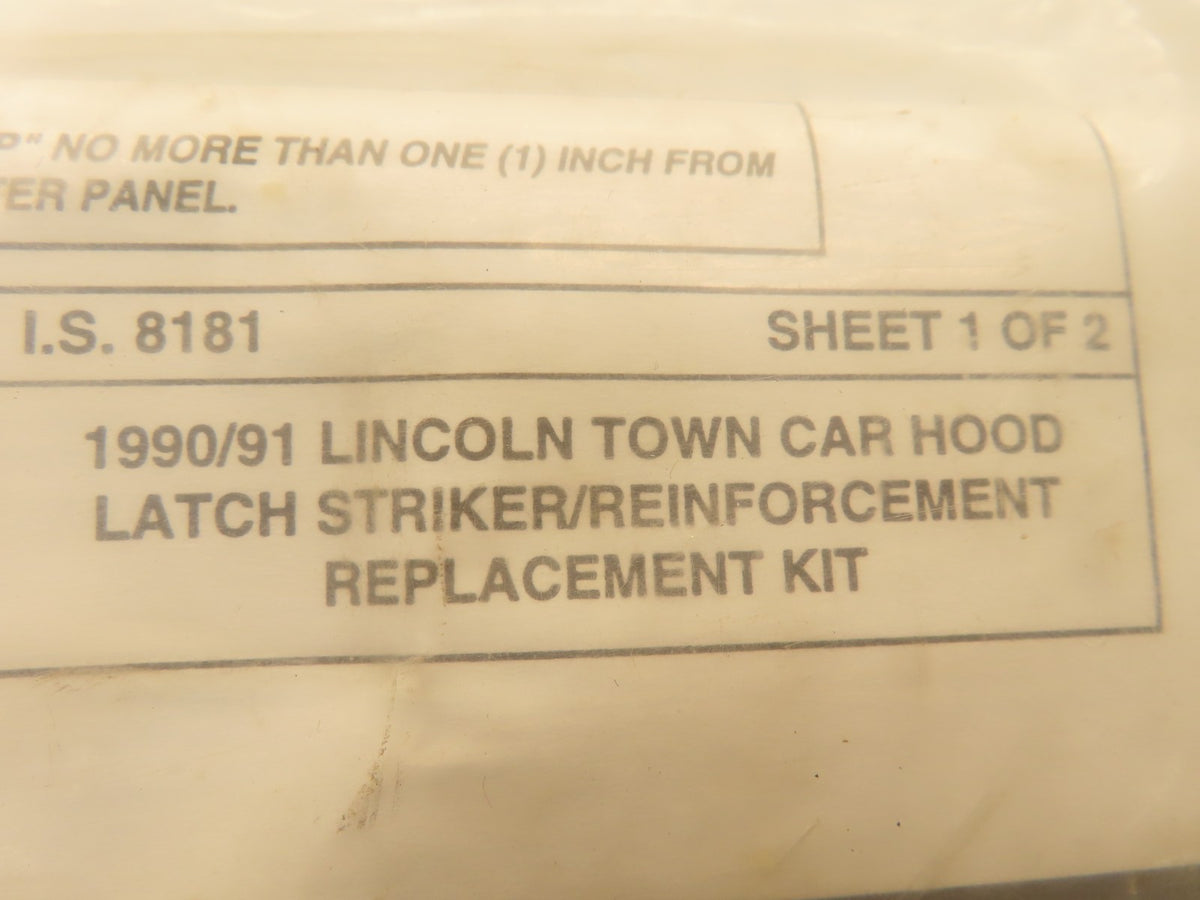 NO MORE THAN ONE (1) INCH FROM
PANEL.
I.S. 8181 SHEET 1 OF 2
1990/91 LINCOLN TOWN CAR HOOD
LATCH STRIKER/REINFORCEMENT
REPLACEMENT KIT